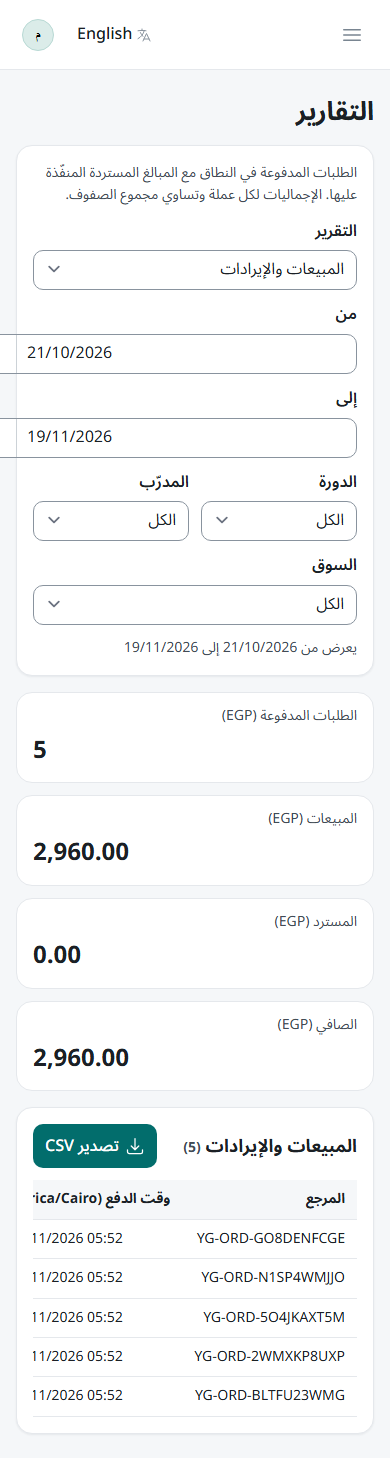 English
م
التقارير
الطلبات المدفوعة في النطاق مع المبالغ المستردة المنفّذة
عليها. الإجماليات لكل عملة وتساوي مجموع الصفوف.
التقرير
المبيعات والإيرادات
من
21/10/2026
إلى
19/11/2026
الدورة
المدرّب
الكل
الكل
السوق
الكل
يعرض من 21/10/2026 إلى 19/11/2026
الطلبات المدفوعة (EGP)
5
المبيعات (EGP)
2,960.00
المسترد (EGP)
0.00
الصافي (EGP)
2,960.00
المبيعات والإيرادات (5)
تصدير CSV
المرجع
وقت الدفع (rica/Cairo
YG-ORD-GO8DENFCGE
11/2026 05:52
YG-ORD-N1SP4WMJJO
11/2026 05:52
YG-ORD-5O4JKAXT5M
11/2026 05:52
YG-ORD-2WMXKP8UXP
11/2026 05:52
YG-ORD-BLTFU23WMG
11/2026 05:52